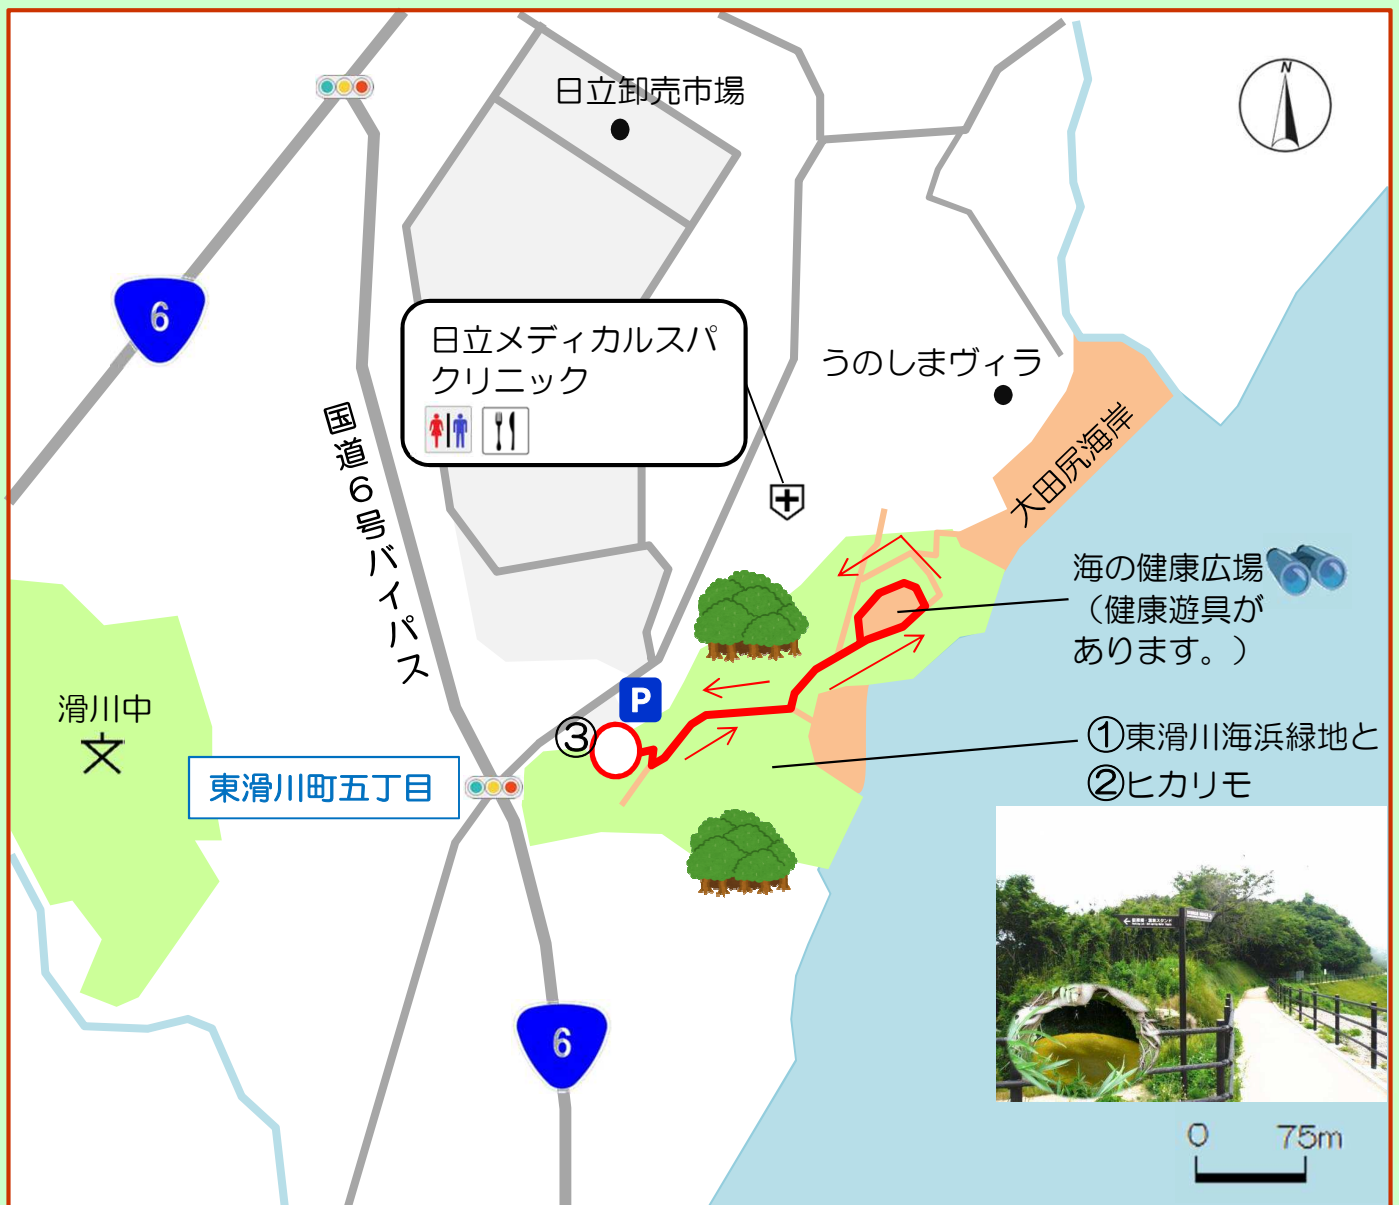 N
日立卸売市場
6
日立メディカルスパ
クリニック
うのしまヴィラ
国道6号バイパス
大田尻海岸
海の健康広場
（健康遊具が
あります。）
P
③
滑川中
文
東滑川町五丁目
①東滑川海浜緑地と
②ヒカリモ
6
0 75m